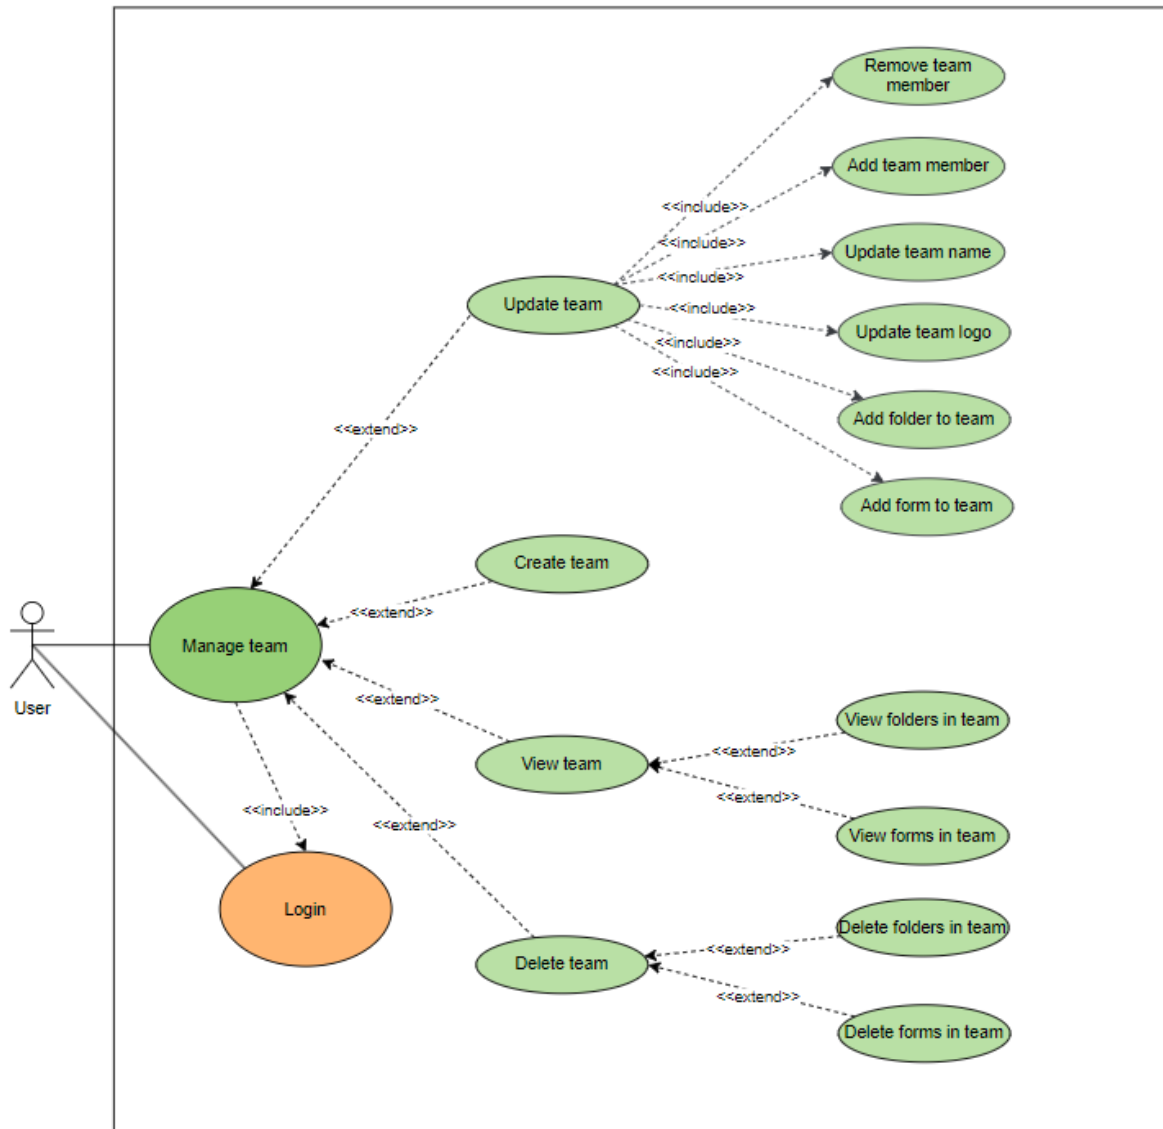 Remove team
member
Add team member
<<include>>
<<include>>
Update team name
<<include>>
Update team
<<include>>
Update team logo
<<include>>
<<include>>
Add folder to team
<<extend>>
Add form to team
Create team
<<extend>>
Manage team
User
<<extend>>
View folders in team
<<extend>>
View team
<<extend>>
<<include>>
<<extend>>
View forms in team
Login
Delete folders in team
<<extend>>
Delete team
<<extend>>
Delete forms in team